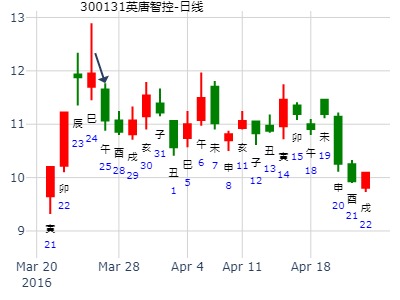 300131英唐智控-日线
13
12
11
10
9
寅
21
卯
22
辰
23
巳
24
午
25
酉
28
戌
29
亥
30
子
31
丑
1
巳
5
午
6
未
7
申
8
亥
11
子
12
丑
13
寅
14
卯
15
午
18
未
19
申
20
酉
21
戌
22
Mar 20
2016
Mar 28
Apr 4
Apr 11
Apr 18